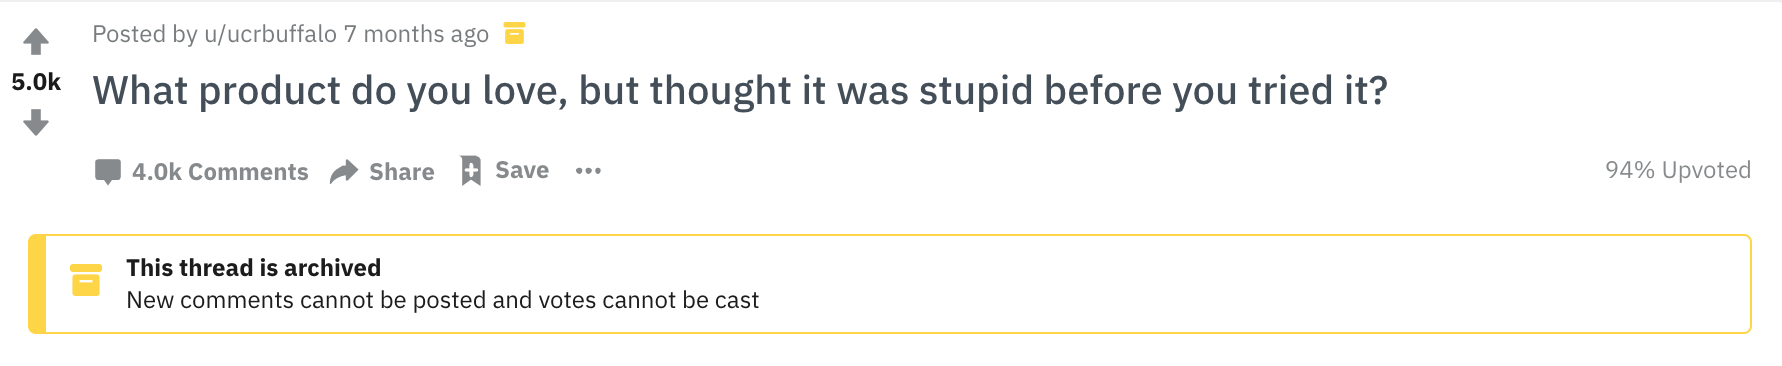 Posted by u/ucrbuffalo 7 months ago
5.0k
What product do you love, but thought it was stupid before you tried it?
4.0k Comments Share Save ••• 94% Upvoted
This thread is archived
New comments cannot be posted and votes cannot be cast